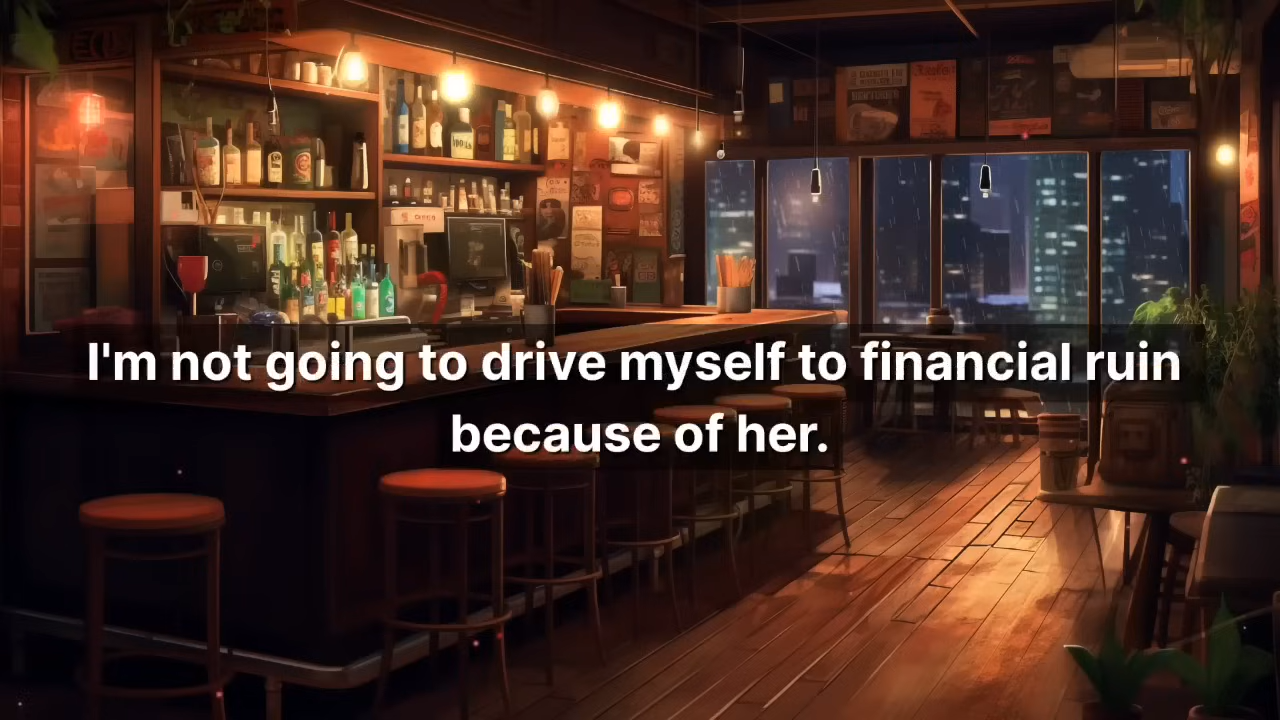 I'm not going to drive myself to financial ruin
because of her.